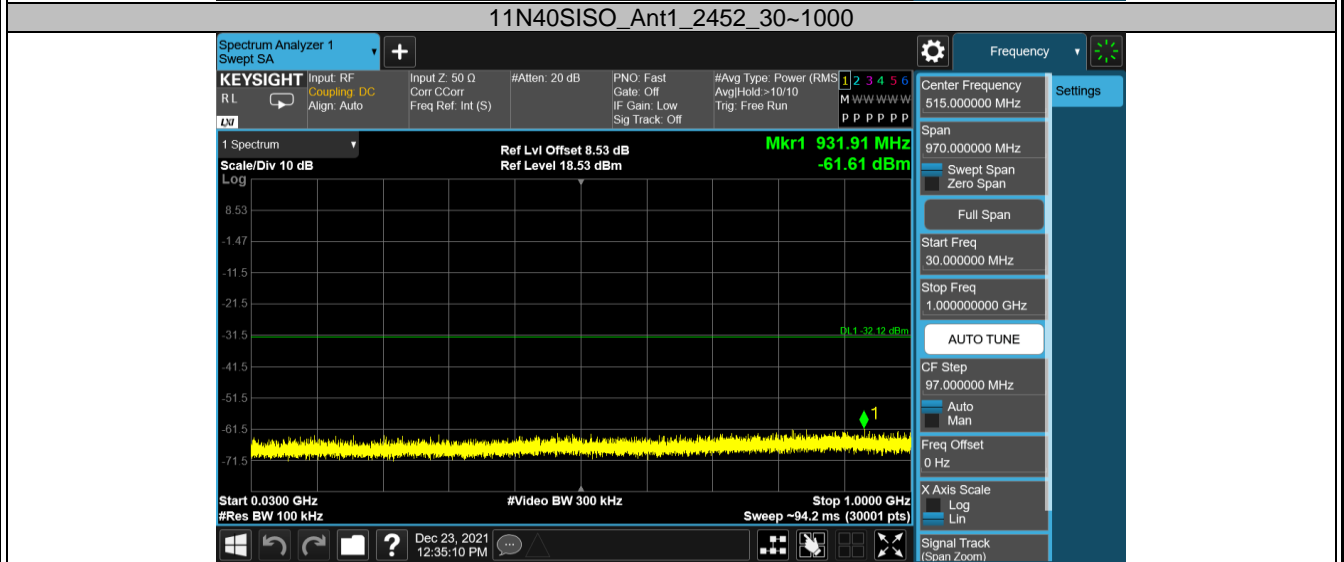 11N40SISO_Ant1_2452_30~1000
Spectrum Analyzer 1
Swept SA
Frequency
KEYSIGHT
R L
LXI
Input: RF
Coupling: DC
Align: Auto
Input Z: 50 Ω
Corr CCorr
Freq Ref: Int (S)
#Atten: 20 dB
PNO: Fast
Gate: Off
IF Gain: Low
Sig Track: Off
#Avg Type: Power (RMS
Avg|Hold:>10/10
Trig: Free Run
1 2 3 4 5 6
M W W W W W
P P P P P P
1 Spectrum
Scale/Div 10 dB
Log
Ref Lvl Offset 8.53 dB
Ref Level 18.53 dBm
Mkr1 931.91 MHz
-61.61 dBm
8.53
-1.47
-11.5
-21.5
-31.5
-41.5
-51.5
-61.5
-71.5
DL1 -32.12 dBm
1
Start 0.0300 GHz
#Res BW 100 kHz
#Video BW 300 kHz
Stop 1.0000 GHz
Sweep ~94.2 ms (30001 pts)
Dec 23, 2021
12:35:10 PM
Center Frequency
515.000000 MHz
Span
970.000000 MHz
Swept Span
Zero Span
Full Span
Start Freq
30.000000 MHz
Stop Freq
1.000000000 GHz
AUTO TUNE
CF Step
97.000000 MHz
Auto
Man
Freq Offset
0 Hz
X Axis Scale
Log
Lin
Signal Track
(Span Zoom)
Settings